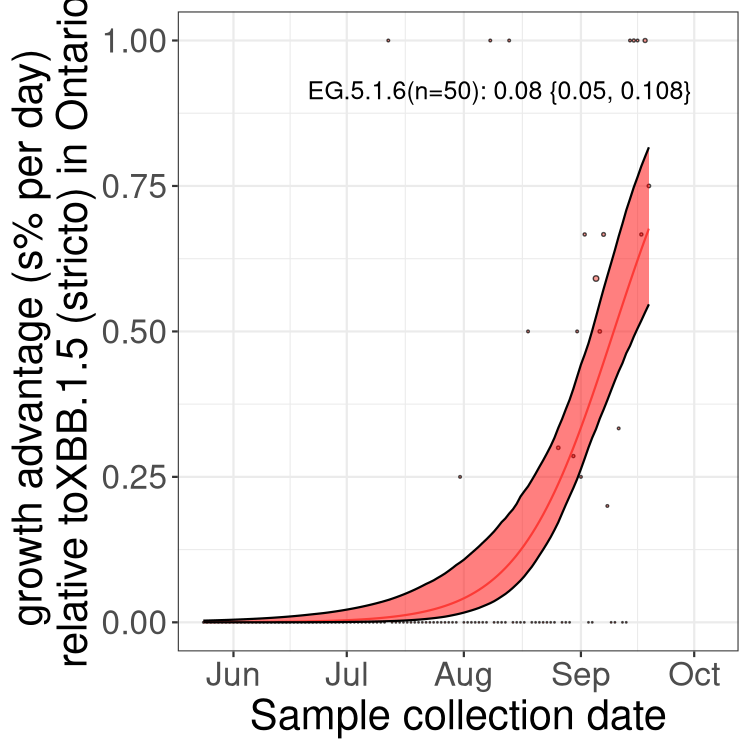 growth advantage (s% per day)
relative toXBB.1.5 (stricto) in Ontario
1.00
0.75
0.50
0.25
0.00
EG.5.1.6(n=50): 0.08 {0.05, 0.108}
Jun Jul Aug Sep Oct
Sample collection date